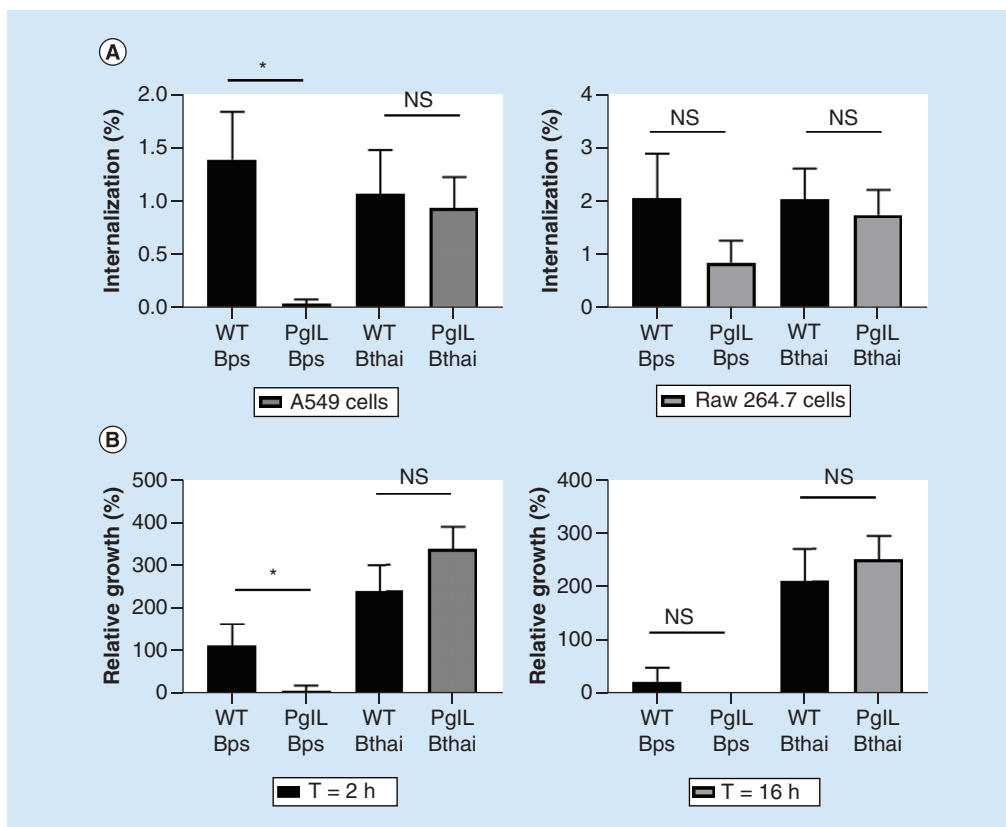 A
*
NS
2.0
1.5
1.0
0.5
0.0
Internalization (%)
WT
Bps
PglL
Bps
WT
Bthai
PglL
Bthai
A549 cells
NS
NS
4
3
2
1
0
Internalization (%)
WT
Bps
PglL
Bps
WT
Bthai
PglL
Bthai
Raw 264.7 cells
B
*
NS
500
400
300
200
100
0
Relative growth (%)
WT
Bps
PglL
Bps
WT
Bthai
PglL
Bthai
T = 2 h
NS
NS
400
300
200
100
0
Relative growth (%)
WT
Bps
PglL
Bps
WT
Bthai
PglL
Bthai
T = 16 h